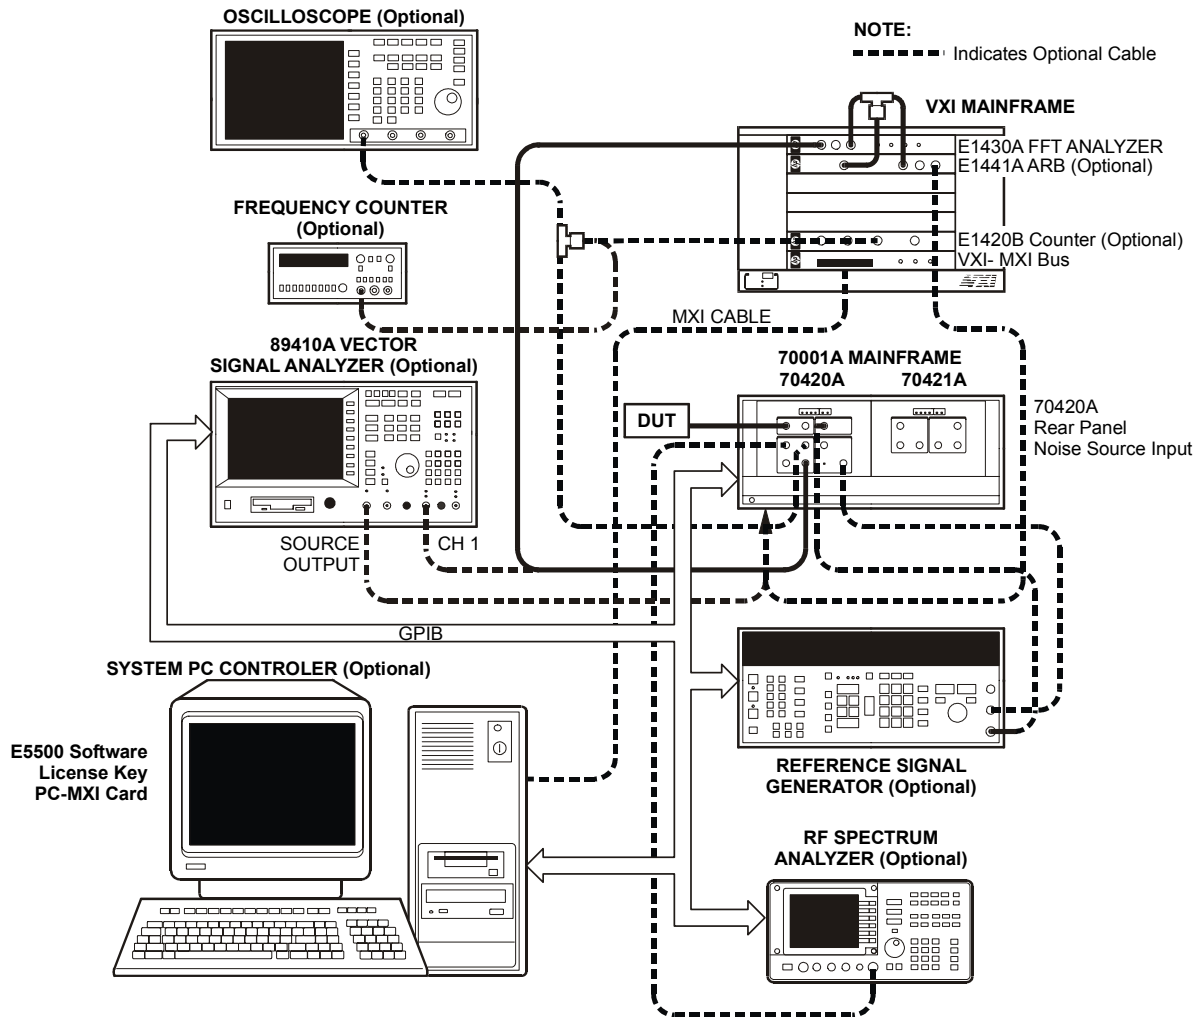 OSCILLOSCOPE (Optional)
NOTE:
Indicates Optional Cable
VXI MAINFRAME
E1430A FFT ANALYZER
E1441A ARB (Optional)
FREQUENCY COUNTER
(Optional)
E1420B Counter (Optional)
VXI- MXI Bus
VXI
MXI CABLE
89410A VECTOR
SIGNAL ANALYZER (Optional)
70001A MAINFRAME
70420A
70421A
DUT
70420A
Rear Panel
Noise Source Input
SOURCE
OUTPUT
CH 1
GPIB
SYSTEM PC CONTROLER (Optional)
E5500 Software
License Key
PC-MXI Card
REFERENCE SIGNAL
GENERATOR (Optional)
RF SPECTRUM
ANALYZER (Optional)